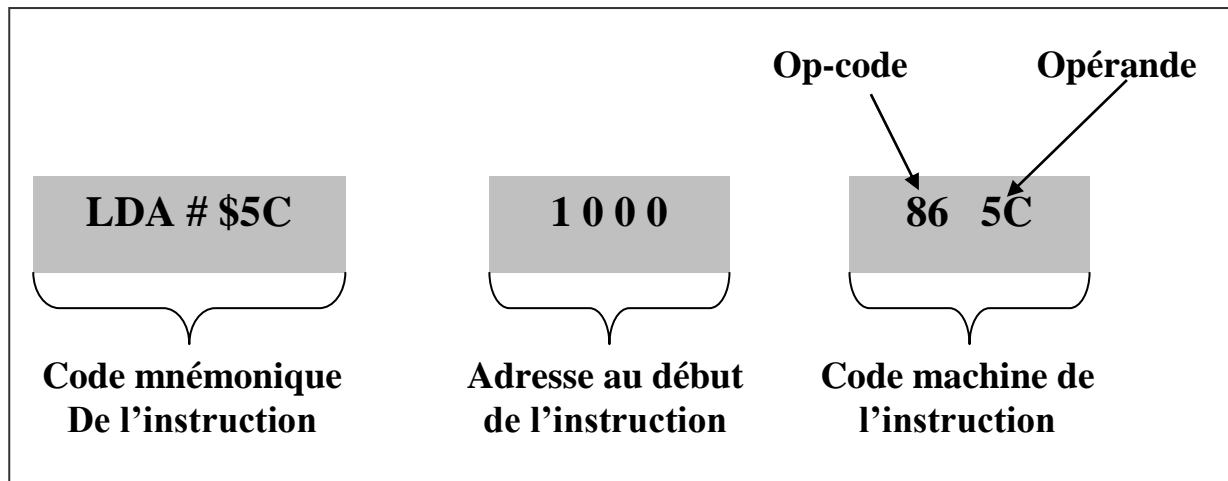 Op-code Opérande
LDA # $5C 1 0 0 0 86 5C
Code mnémonique Adresse au début Code machine de
De l’instruction de l’instruction l’instruction